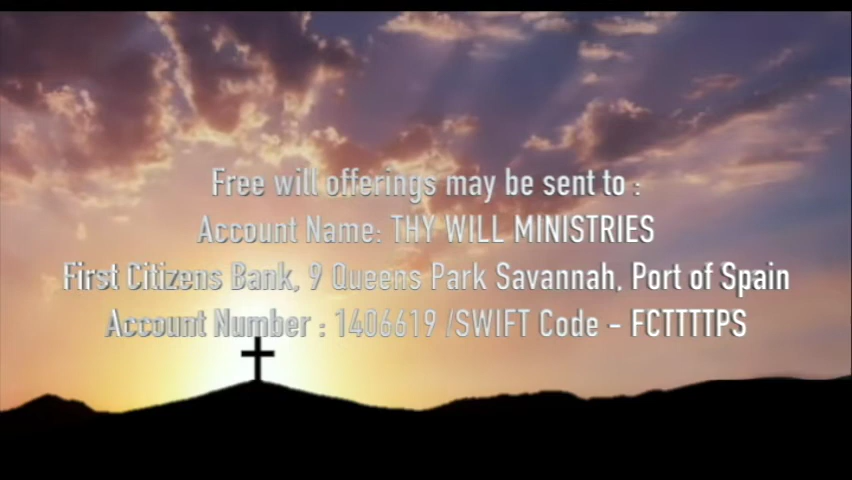 Free will offerings may be sent to :
Account Name: THY WILL MINISTRIES
First Citizens Bank, 9 Queens Park Savannah, Port of Spain
Account Number : 1406619 /SWIFT Code - FCTTTTPS